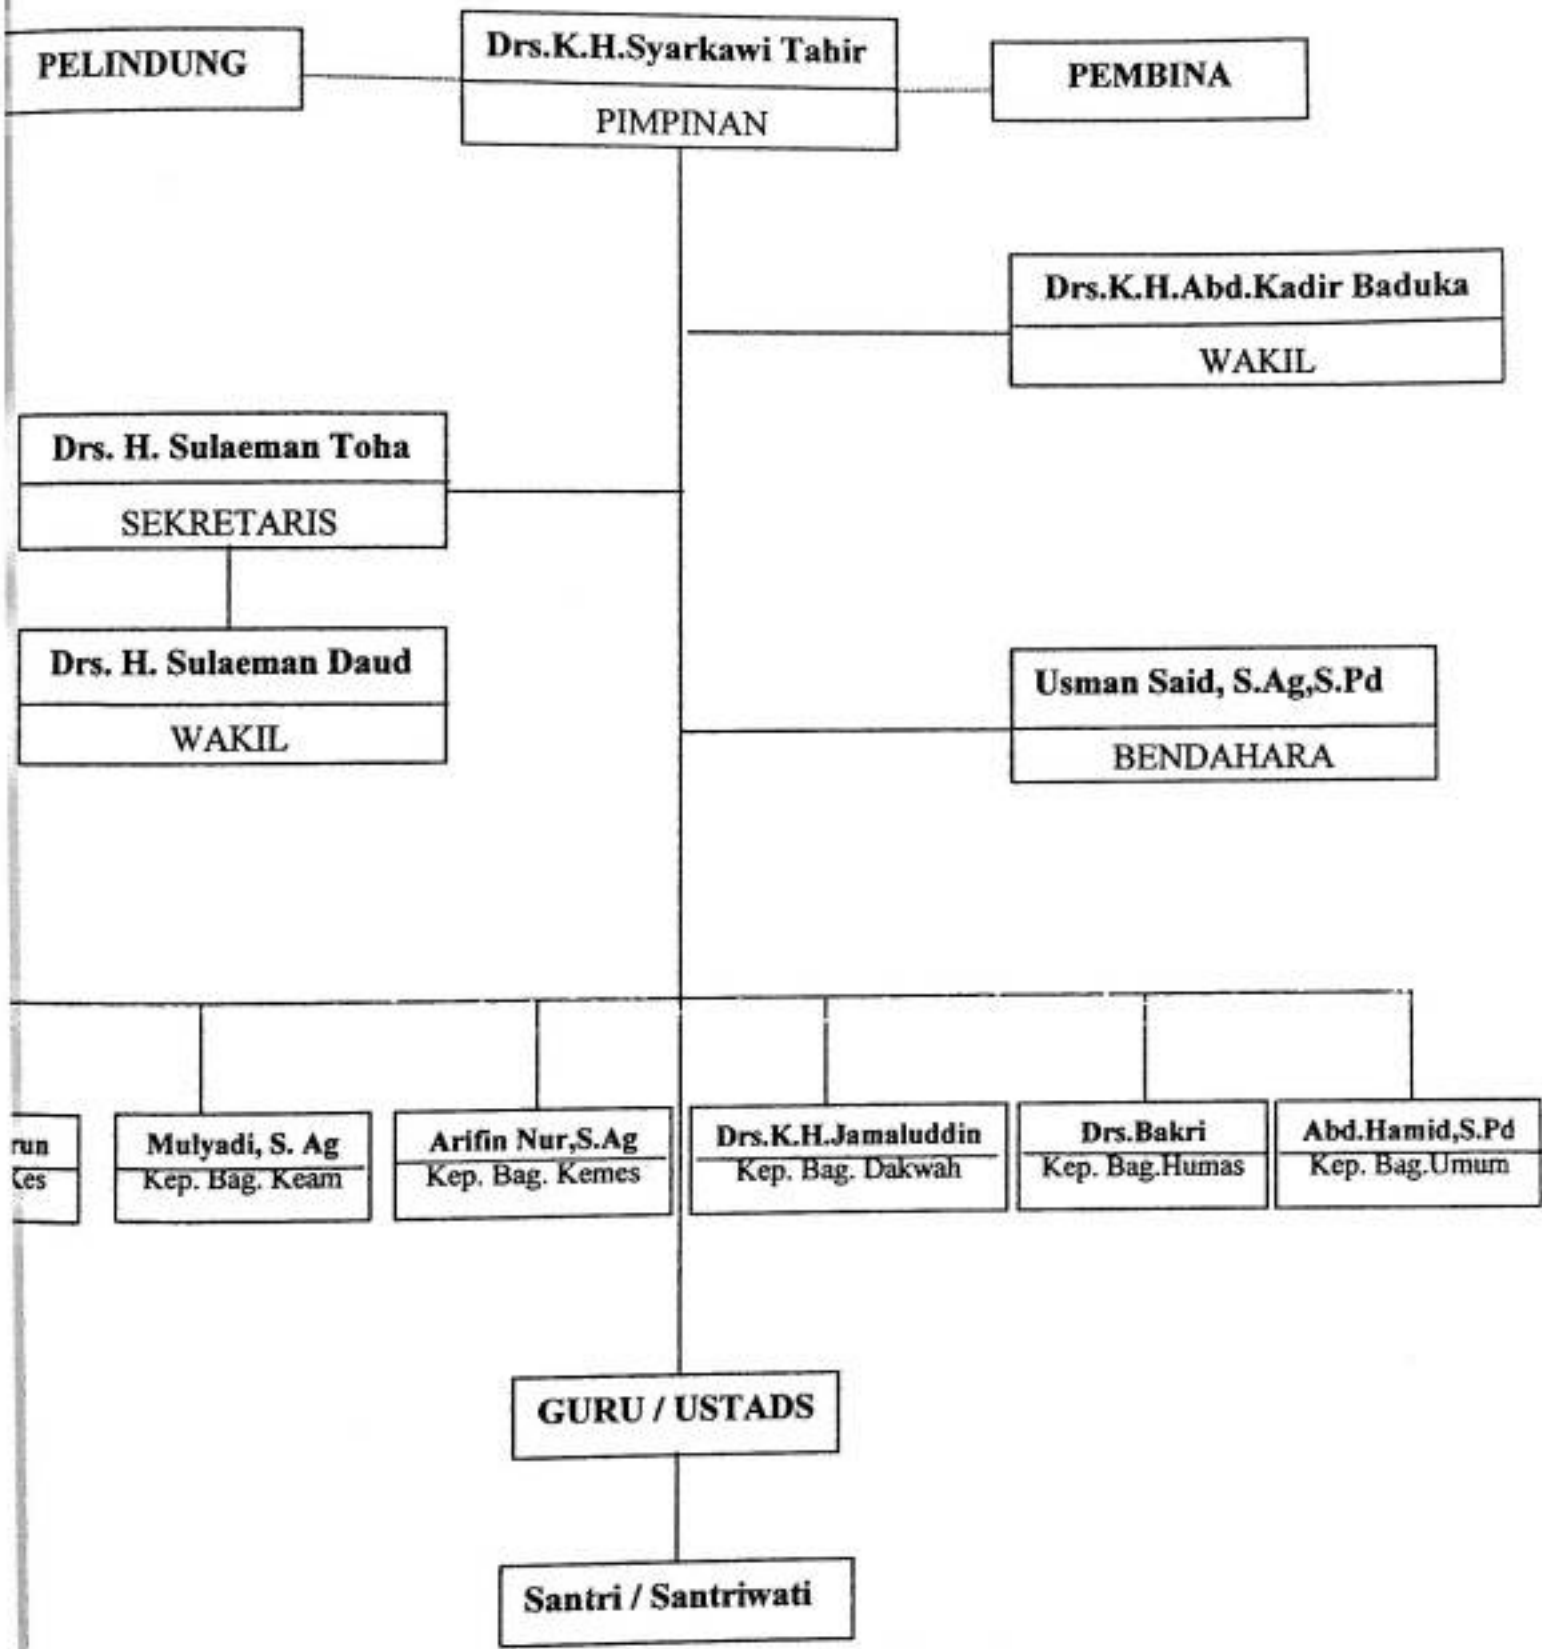 PELINDUNG
Drs.K.H.Syarkawi Tahir
PIMPINAN
PEMBINA
Drs.K.H.Abd.Kadir Baduka
WAKIL
Drs. H. Sulaeman Toha
SEKRETARIS
Drs. H. Sulaeman Daud
WAKIL
Usman Said, S.Ag,S.Pd
BENDAHARA
run
Kes
Mulyadi, S. Ag
Kep. Bag. Keam
Arifin Nur,S.Ag
Kep. Bag. Kemes
Drs.K.H.Jamaluddin
Kep. Bag. Dakwah
Drs.Bakri
Kep. Bag.Humas
Abd.Hamid,S.Pd
Kep. Bag.Umum
GURU / USTADS
Santri / Santriwati